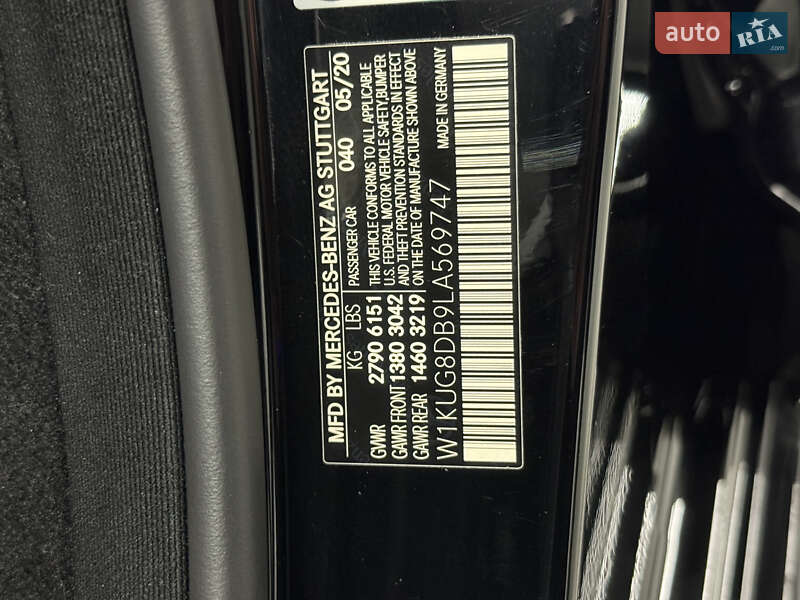 auto RIA
.com
MFD BY MERCEDES-BENZ AG STUTTGART
PASSENGER CAR 040 05/20
KG LBS
GVWR 2790 6151
GAWR FRONT 1380 3042
GAWR REAR 1460 3219
THIS VEHICLE CONFORMS TO ALL APPLICABLE
U.S. FEDERAL MOTOR VEHICLE SAFETY,BUMPER
AND THEFT PREVENTION STANDARDS IN EFFECT
ON THE DATE OF MANUFACTURE SHOWN ABOVE
MADE IN GERMANY
W1KUG8DB9LA569747